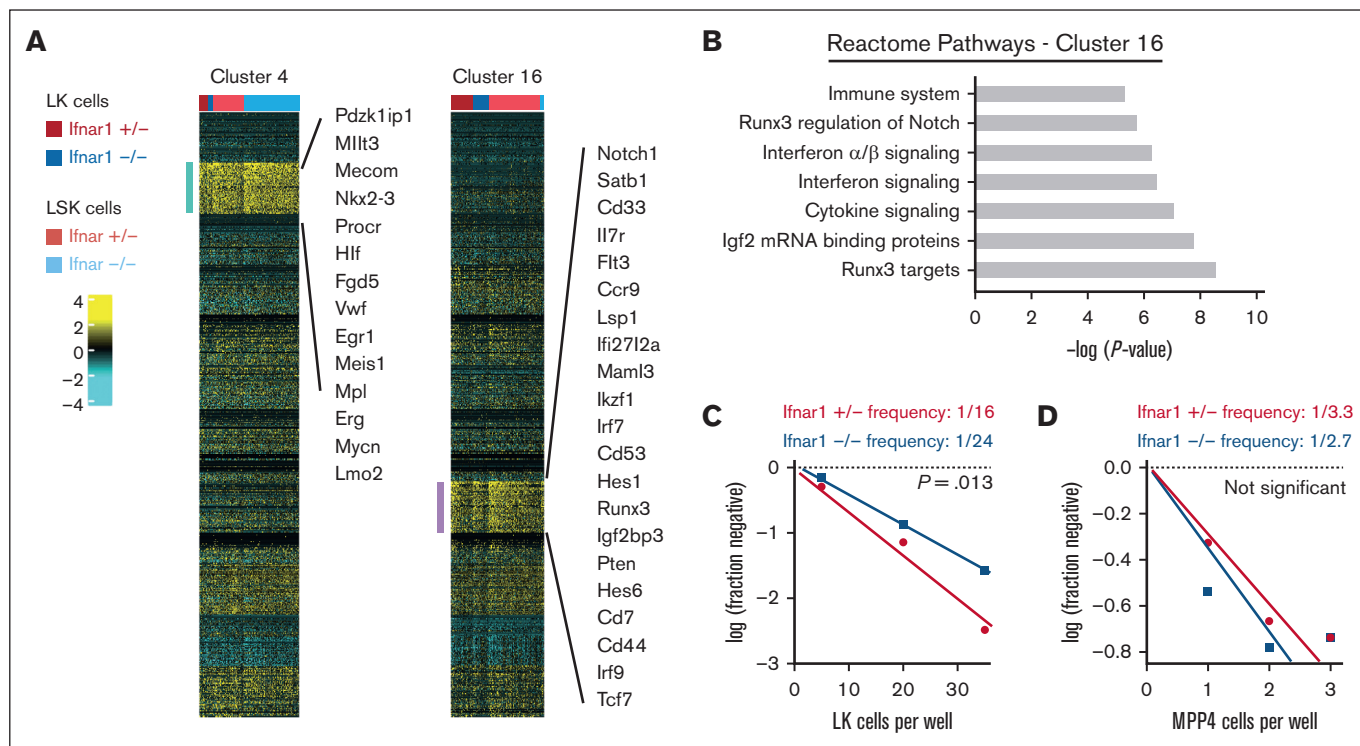 A
Cluster 4
Cluster 16
LK cells
Ifnar1 +/–
Ifnar1 –/–
LSK cells
Ifnar +/–
Ifnar –/–
4
2
0
−2
−4
Pdzk1ip1
Mllt3
Mecom
Nkx2-3
Procr
Hlf
Fgd5
Vwf
Egr1
Meis1
Mpl
Erg
Mycn
Lmo2
Notch1
Satb1
Cd33
Il7r
Flt3
Ccr9
Lsp1
Ifi27l2a
Maml3
Ikzf1
Irf7
Cd53
Hes1
Runx3
Igf2bp3
Pten
Hes6
Cd7
Cd44
Irf9
Tcf7
B
Reactome Pathways - Cluster 16
Immune system
Runx3 regulation of Notch
Interferon α/β signaling
Interferon signaling
Cytokine signaling
Igf2 mRNA binding proteins
Runx3 targets
0 2 4 6 8 10
–log (P-value)
C
Ifnar1 +/– frequency: 1/16
Ifnar1 –/– frequency: 1/24
P = .013
0
−1
−2
−3
log (fraction negative)
0 10 20 30
LK cells per well
D
Ifnar1 +/– frequency: 1/3.3
Ifnar1 –/– frequency: 1/2.7
Not significant
0.0
−0.2
−0.4
−0.6
−0.8
log (fraction negative)
0 1 2 3
MPP4 cells per well